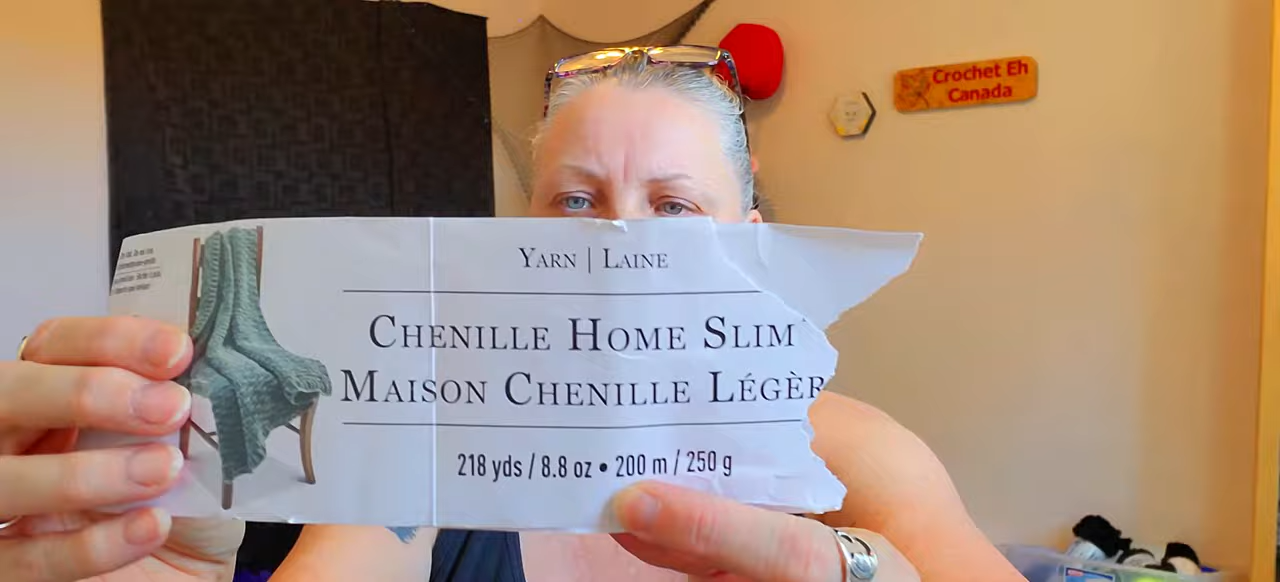 Crochet Eh
Canada
YARN | LAINE
CHENILLE HOME SLIM
MAISON CHENILLE LÉGÈR
218 yds / 8.8 oz • 200 m / 250 g